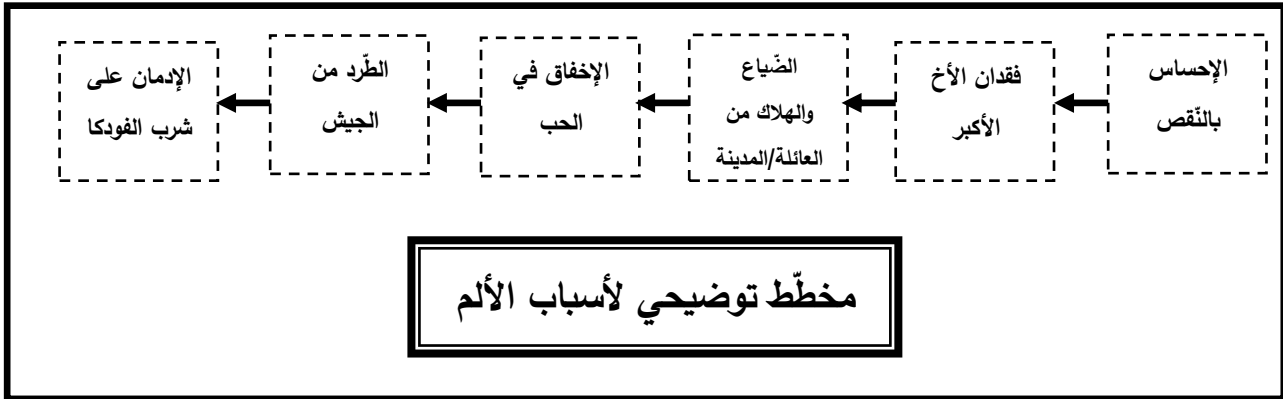 الإحساس
بالنّقص
فقدان الأخ
الأكبر
الضّياع
والهلاك من
العائلة/المدينة
الإخفاق في
الحب
الطّرد من
الجيش
الإدمان على
شرب الفودكا
مخطّط توضيحي لأسباب الألم